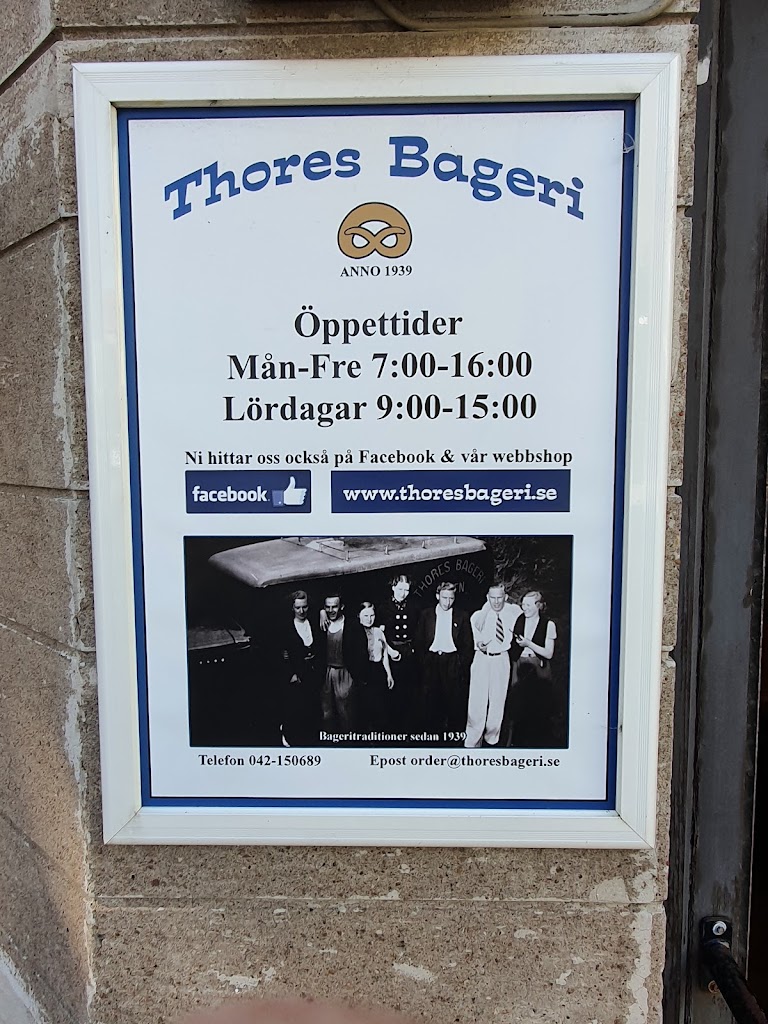 Thores Bageri
ANNO 1939
Öppettider
Mån-Fre 7:00-16:00
Lördagar 9:00-15:00
Ni hittar oss också på Facebook & vår webbshop
facebook. www.thoresbageri.se
THORES BAGERI
Bageritraditioner sedan 1939
Telefon 042-150689 Epost order@thoresbageri.se